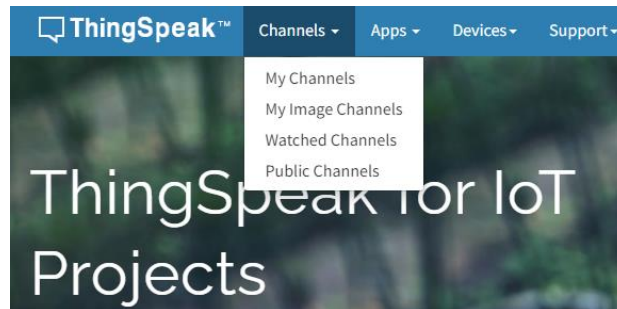 ThingSpeak™ Channels Apps Devices Support
My Channels
My Image Channels
Watched Channels
Public Channels
ThingSpeak for IoT
Projects